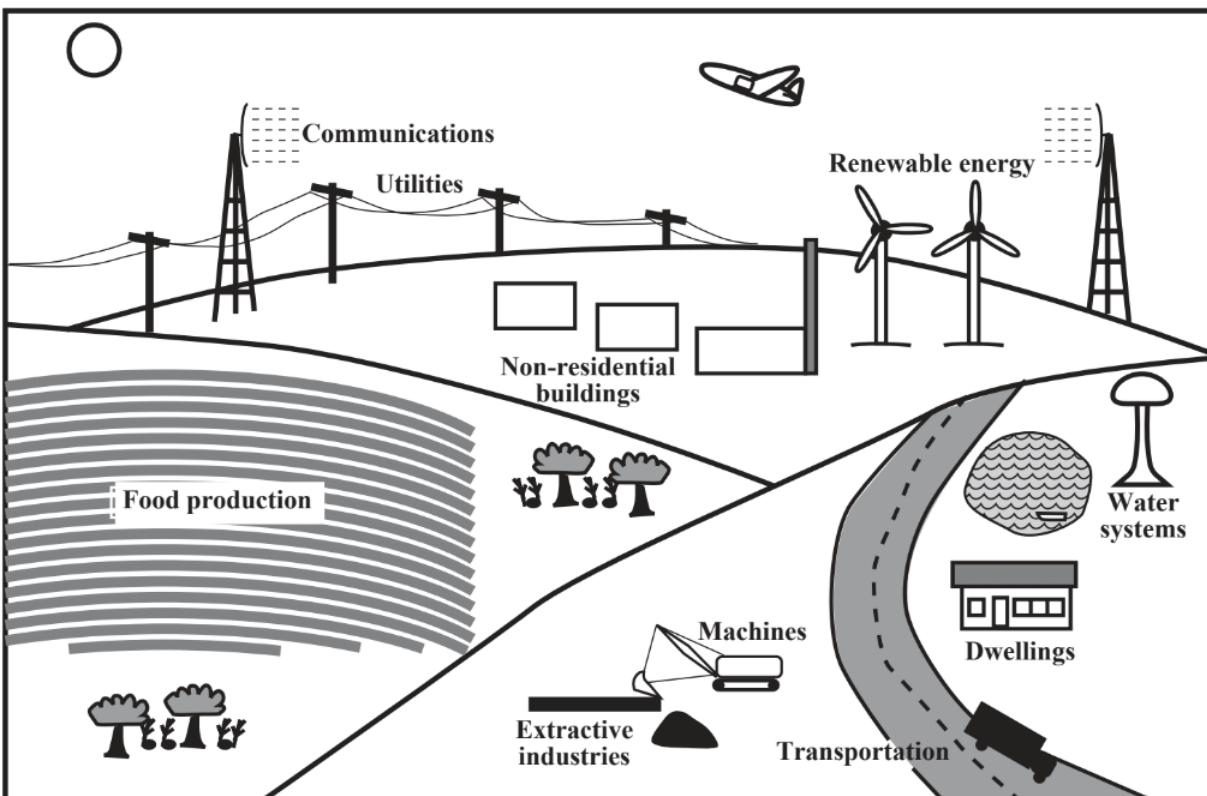 Communications
Utilities
Renewable energy
Non-residential
buildings
Food production
Water
systems
Dwellings
Machines
Extractive
industries
Transportation